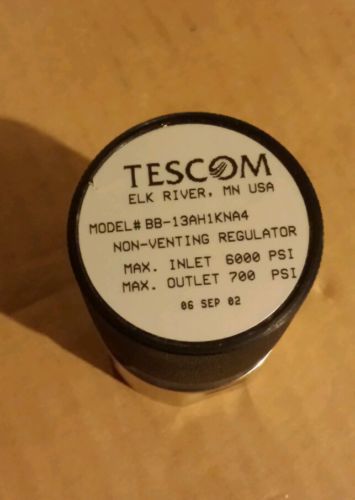 TESCOM
ELK RIVER, MN USA
MODEL# BB-13AH1KNA4
NON-VENTING REGULATOR
MAX. INLET 6000 PSI
MAX. OUTLET 700 PSI
06 SEP 02